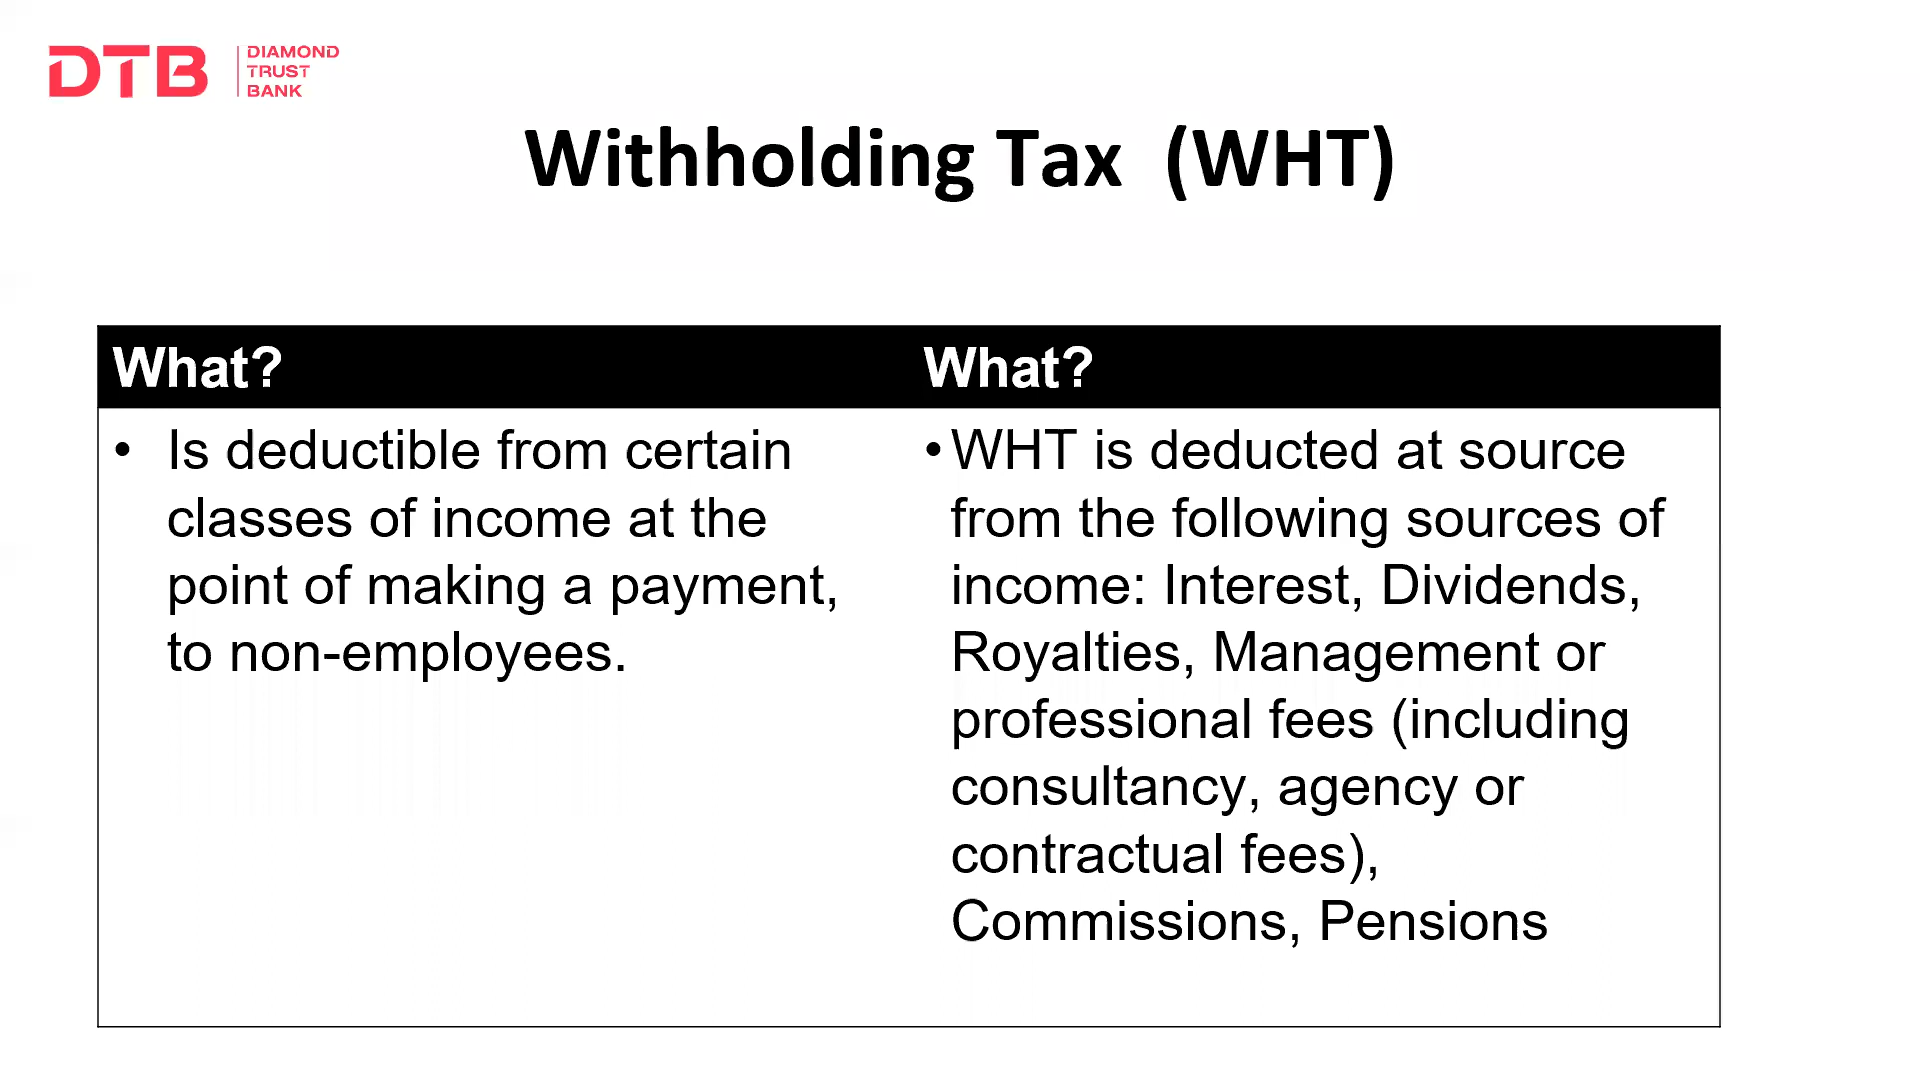 DTB
DIAMOND
TRUST
BANK
Withholding Tax (WHT)
What?
• Is deductible from certain
classes of income at the
point of making a payment,
to non-employees.
What?
• WHT is deducted at source
from the following sources of
income: Interest, Dividends,
Royalties, Management or
professional fees (including
consultancy, agency or
contractual fees),
Commissions, Pensions